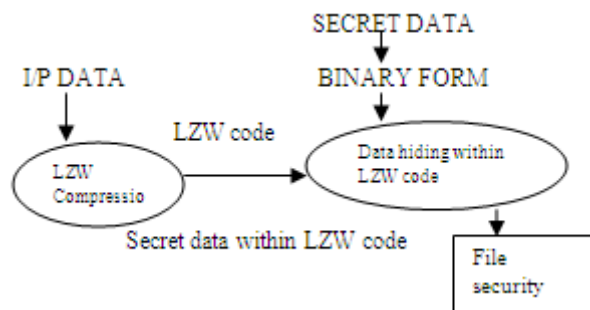 SECRET DATA
I/P DATA
BINARY FORM
LZW code
LZW
Compressio
Data hiding within
LZW code
Secret data within LZW code
File
security